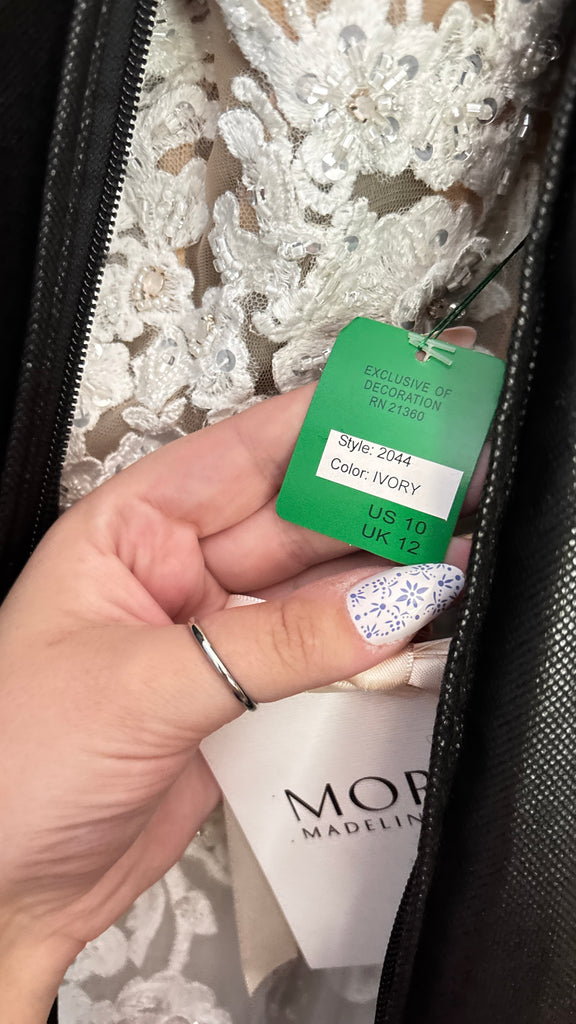 EXCLUSIVE OF
DECORATION
RN 21360
Style: 2044
Color: IVORY
US 10
UK 12